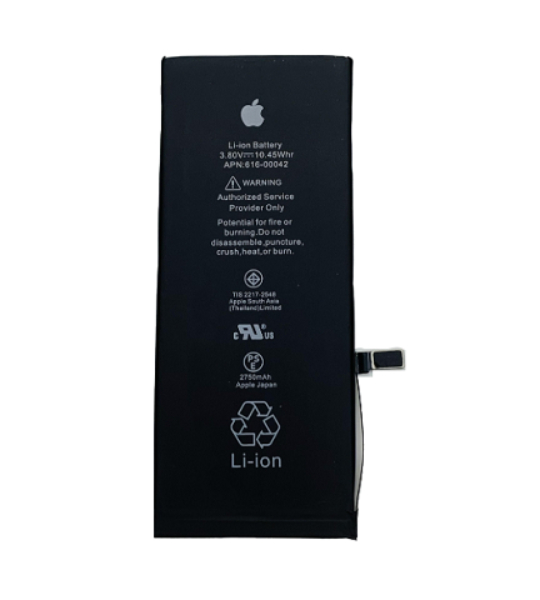 Li-ion Battery
3.80V⎓10.45Whr
APN:616-00042
WARNING
Authorized Service
Provider Only
Potential for fire or
burning.Do not
disassemble,puncture,
crush,heat,or burn.
TIS 2217-2548
Apple South Asia
(Thailand)Limited
c RU® US
PS
E
2750mAh
Apple Japan
Li-ion